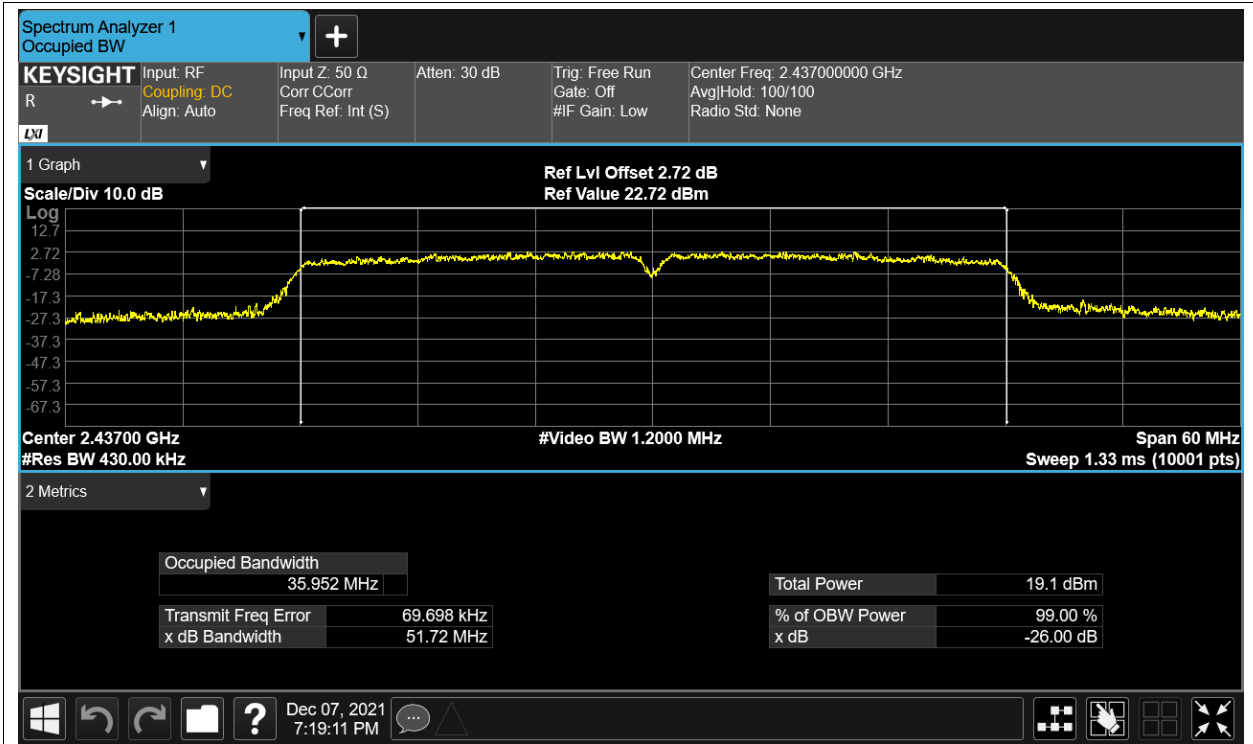 Spectrum Analyzer 1
Occupied BW
+
KEYSIGHT Input: RF Input Z: 50 Ω Atten: 30 dB Trig: Free Run Center Freq: 2.437000000 GHz
R Coupling: DC Corr CCorr Gate: Off Avg|Hold: 100/100
Align: Auto Freq Ref: Int (S) #IF Gain: Low Radio Std: None
LXI
1 Graph
Ref Lvl Offset 2.72 dB
Scale/Div 10.0 dB Ref Value 22.72 dBm
Log
12.7
2.72
-7.28
-17.3
-27.3
-37.3
-47.3
-57.3
-67.3
Center 2.43700 GHz #Video BW 1.2000 MHz Span 60 MHz
#Res BW 430.00 kHz Sweep 1.33 ms (10001 pts)
2 Metrics
Occupied Bandwidth
35.952 MHz Total Power 19.1 dBm
Transmit Freq Error 69.698 kHz % of OBW Power 99.00 %
x dB Bandwidth 51.72 MHz x dB -26.00 dB
? Dec 07, 2021
7:19:11 PM